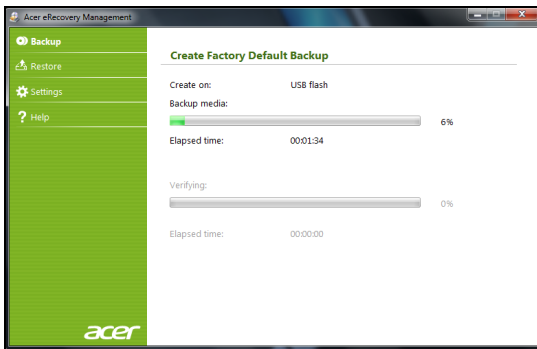 Acer eRecovery Management
Backup
Restore
Settings
? Help
Create Factory Default Backup
Create on: USB flash
Backup media:
6%
Elapsed time: 00:01:34
Verifying:
0%
Elapsed time: 00:00:00
acer